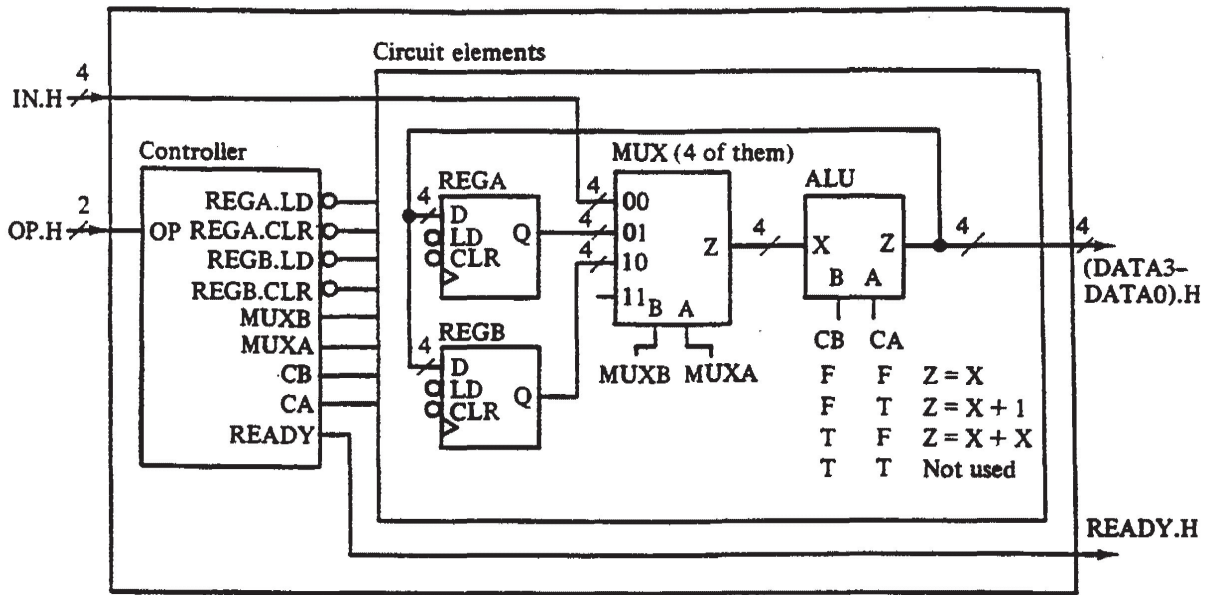 Circuit elements
4
IN.H
Controller
REGA.LD
2
OP.H
OP REGA.CLR
REGB.LD
REGB.CLR
MUXB
MUXA
CB
CA
READY
REGA
4
D
LD
CLR
Q
REGB
4
D
LD
CLR
Q
MUX (4 of them)
4
00
4
01
4
10
11
B A
Z
MUXB MUXA
4
ALU
X Z
B A
CB CA
F F Z = X
F T Z = X + 1
T F Z = X + X
T T Not used
4
4
(DATA3–
DATA0).H
READY.H